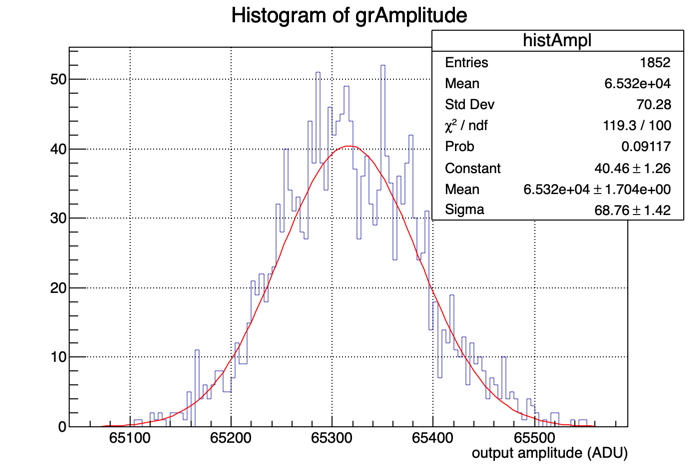 Histogram of grAmplitude
histAmpl
Entries 1852
Mean 6.532e+04
Std Dev 70.28
χ² / ndf 119.3 / 100
Prob 0.09117
Constant 40.46 ± 1.26
Mean 6.532e+04 ± 1.704e+00
Sigma 68.76 ± 1.42
50
40
30
20
10
0
65100 65200 65300 65400 65500
output amplitude (ADU)